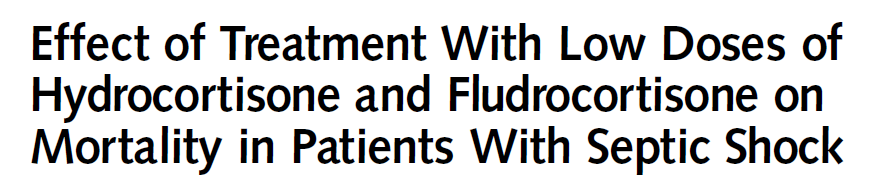 Effect of Treatment With Low Doses of
Hydrocortisone and Fludrocortisone on
Mortality in Patients With Septic Shock